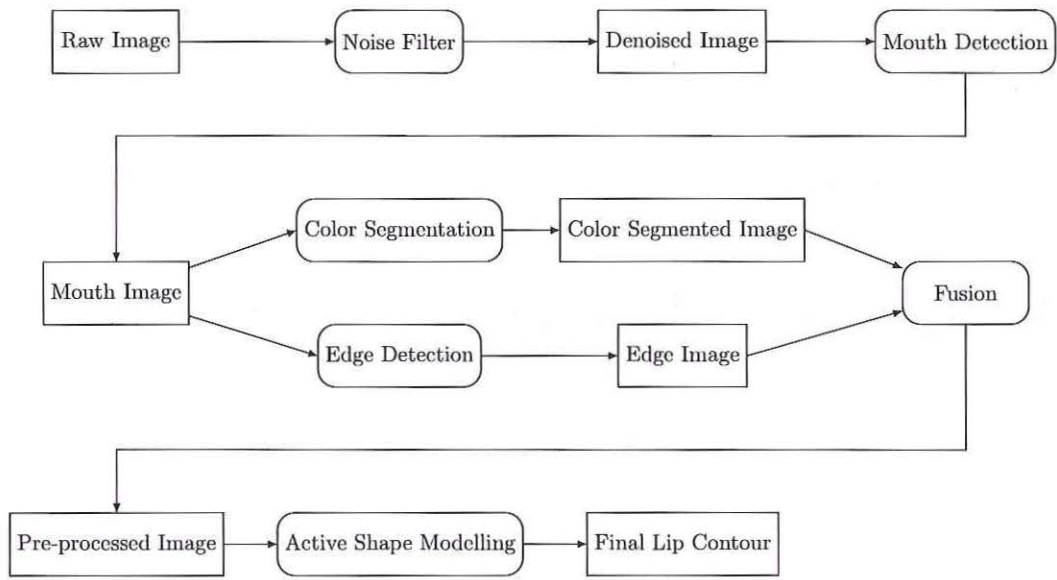 Raw Image
Noise Filter
Denoised Image
Mouth Detection
Color Segmentation
Color Segmented Image
Mouth Image
Fusion
Edge Detection
Edge Image
Pre-processed Image
Active Shape Modelling
Final Lip Contour